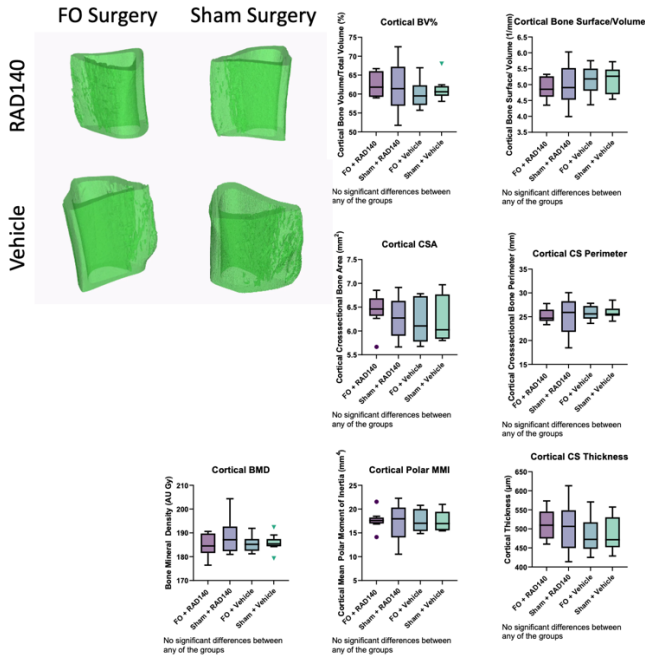 FO Surgery
Sham Surgery
RAD140
Vehicle
Cortical BV%
Cortical Bone Volume/Total Volume (%)
75
70
65
60
55
50
FO + RAD140
Sham + RAD140
FO + Vehicle
Sham + Vehicle
No significant differences between
any of the groups
Cortical Bone Surface/Volume
Cortical Bone Surface/ Volume (1/mm)
6.5
6.0
5.5
5.0
4.5
4.0
3.5
FO + RAD140
Sham + RAD140
FO + Vehicle
Sham + Vehicle
No significant differences between
any of the groups
Cortical CSA
Cortical Crosssectional Bone Area (mm²)
7.5
7.0
6.5
6.0
5.5
FO + RAD140
Sham + RAD140
FO + Vehicle
Sham + Vehicle
No significant differences between
any of the groups
Cortical CS Perimeter
Cortical Crosssectional Bone Perimeter (mm)
35
30
25
20
15
FO + RAD140
Sham + RAD140
FO + Vehicle
Sham + Vehicle
No significant differences between
any of the groups
Cortical BMD
Bone Mineral Density (AU Gy)
210
200
190
180
170
FO + RAD140
Sham + RAD140
FO + Vehicle
Sham + Vehicle
No significant differences between
any of the groups
Cortical Polar MMI
Cortical Mean Polar Moment of Inertia (mm⁴)
25
20
15
10
5
FO + RAD140
Sham + RAD140
FO + Vehicle
Sham + Vehicle
No significant differences between
any of the groups
Cortical CS Thickness
Cortical Thickness (µm)
650
600
550
500
450
400
FO + RAD140
Sham + RAD140
FO + Vehicle
Sham + Vehicle
No significant differences between
any of the groups